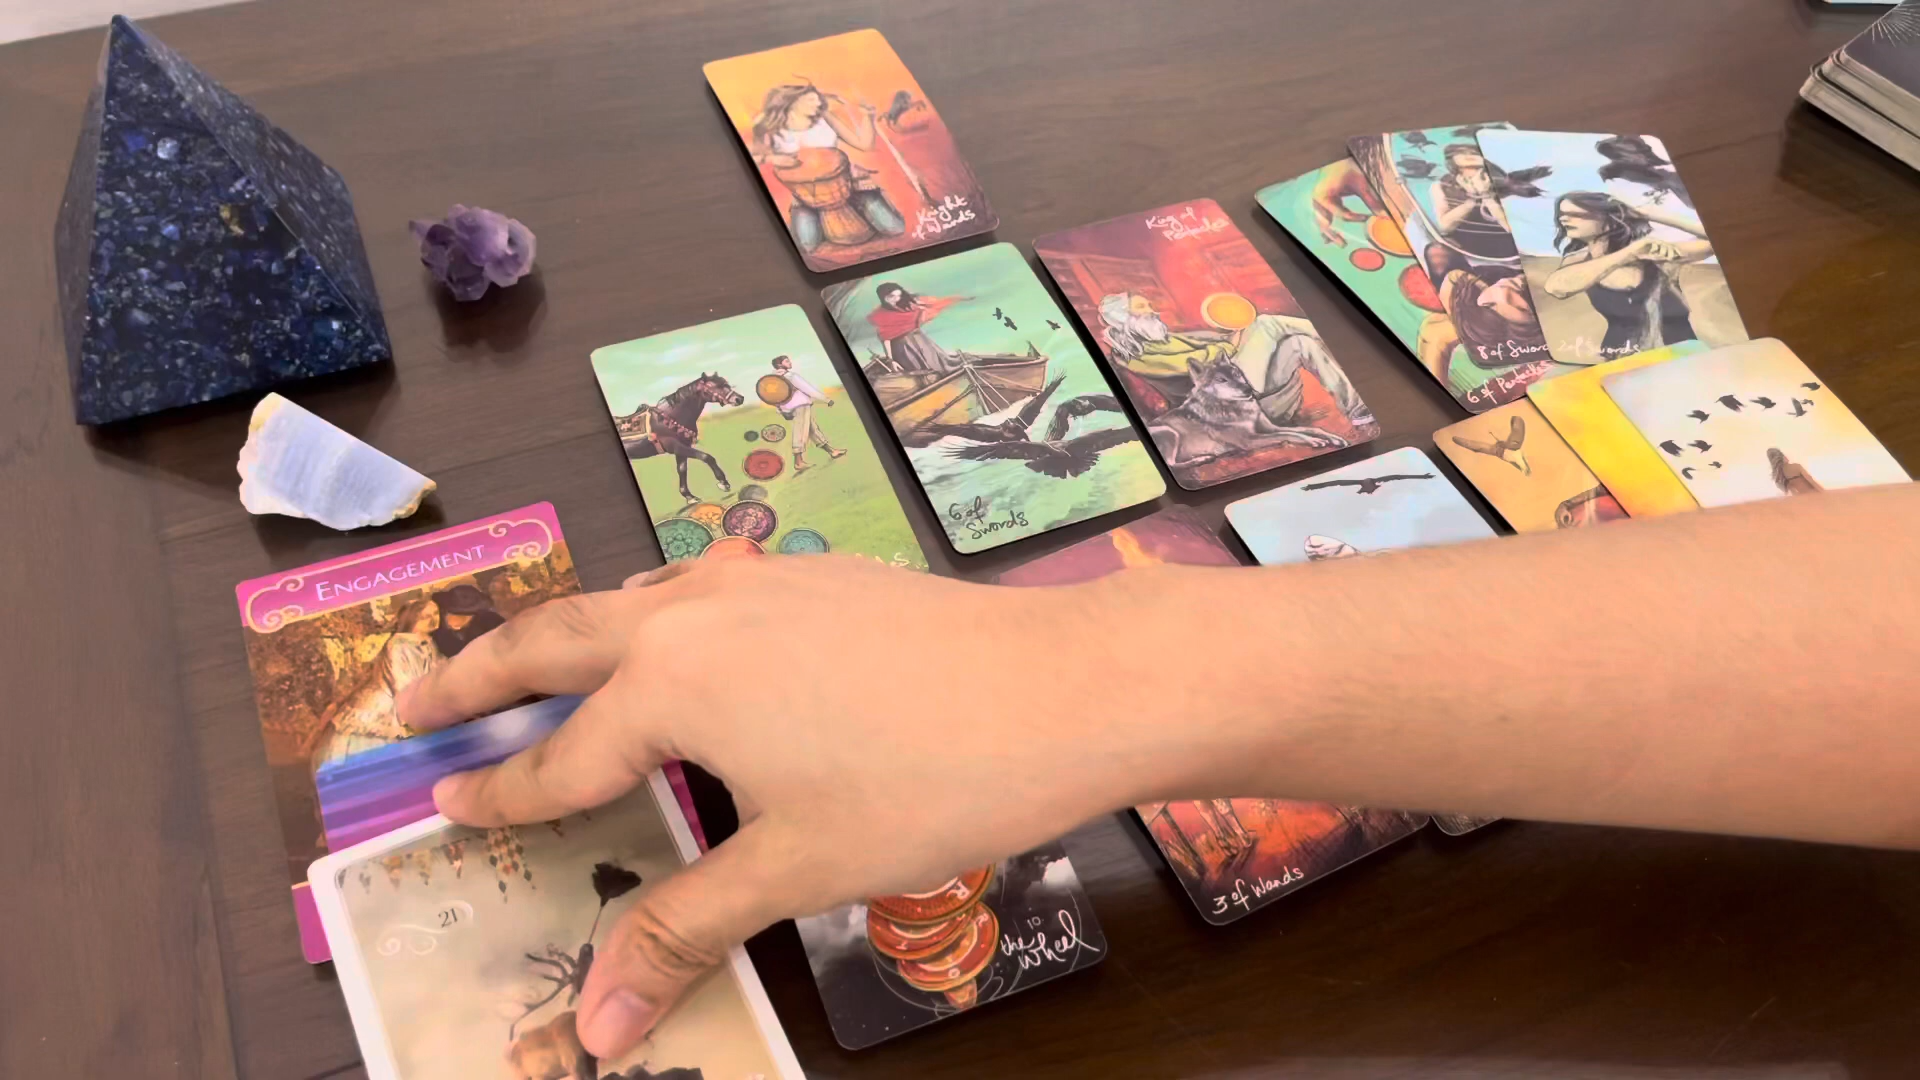 Knight
of Wands
King of
Pentacles
8 of Sword
2 of Swords
6 of Pentacles
6 of
Swords
ENGAGEMENT
3 of Wands
21
10
the
Wheel